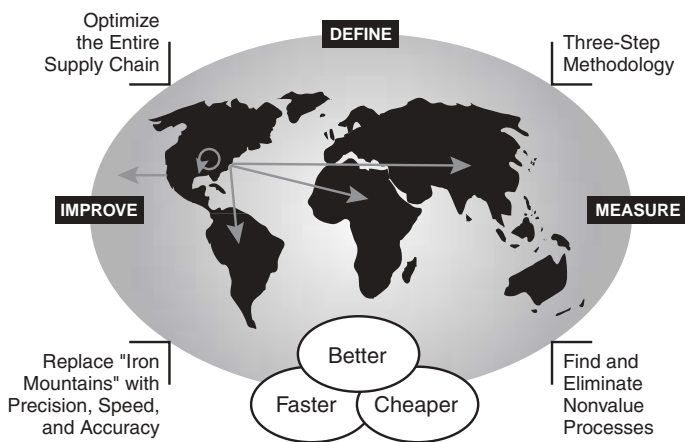 Optimize
the Entire
Supply Chain
DEFINE
Three-Step
Methodology
IMPROVE
MEASURE
Replace "Iron
Mountains" with
Precision, Speed,
and Accuracy
Better
Faster
Cheaper
Find and
Eliminate
Nonvalue
Processes